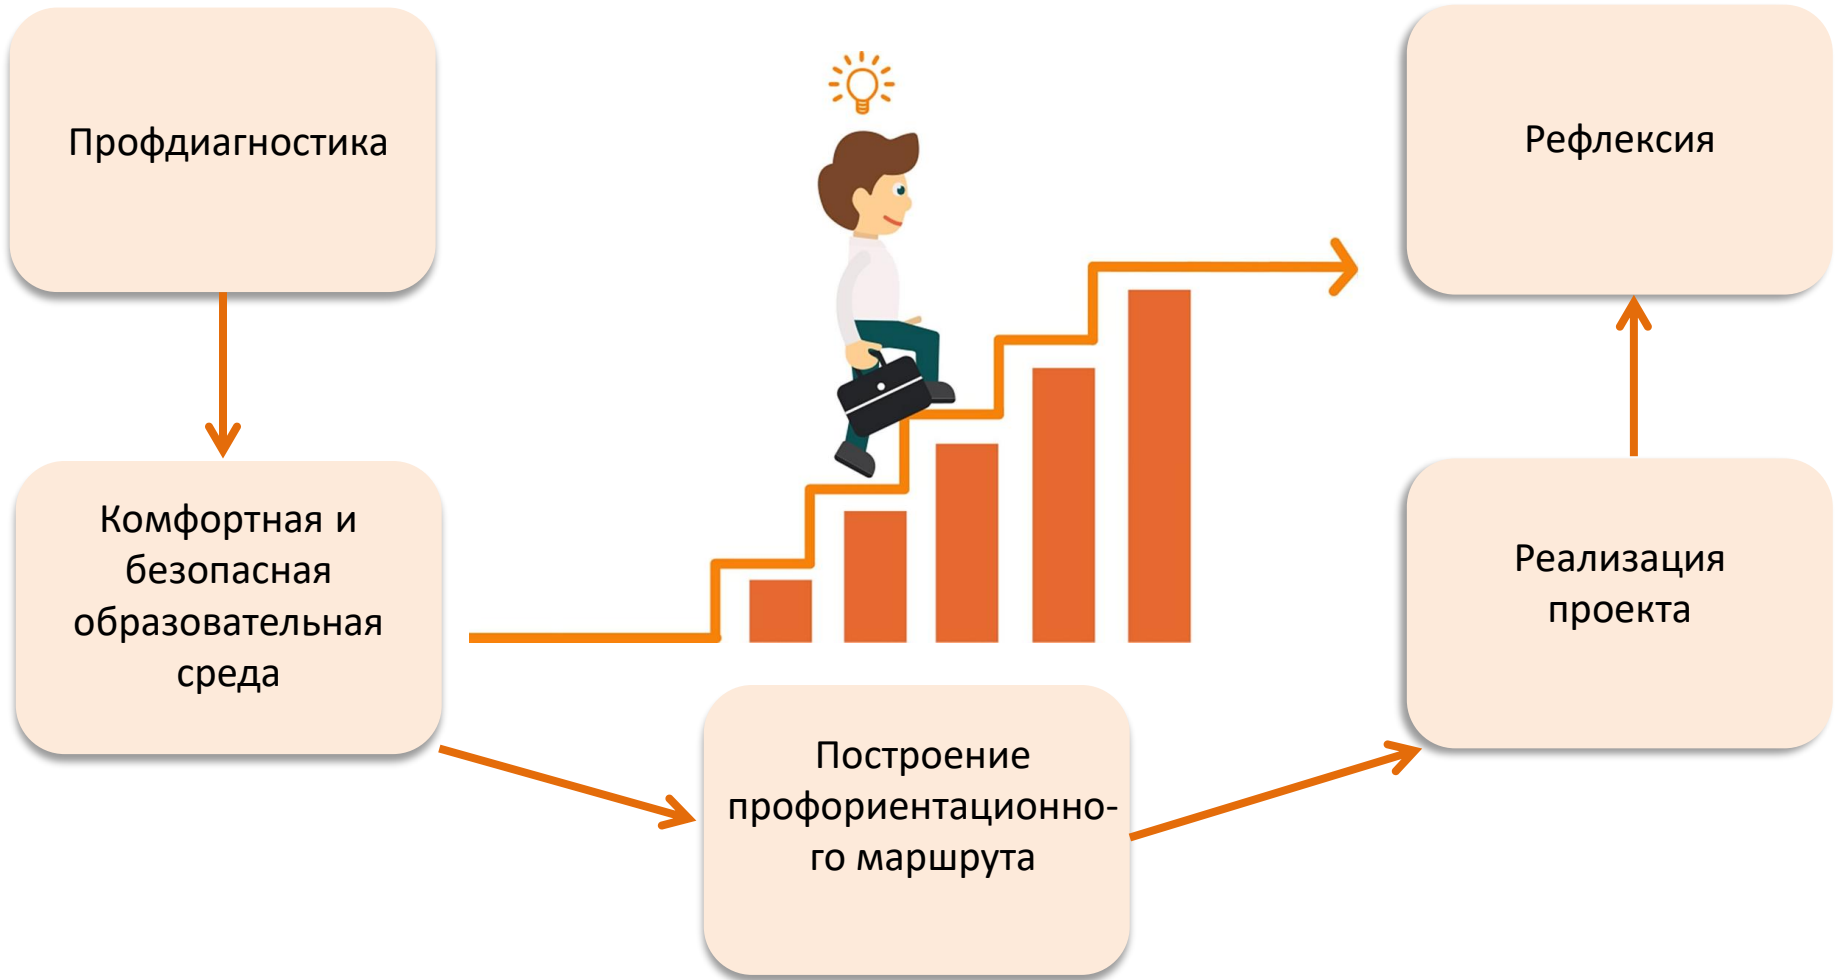 Профдиагностика
Комфортная и
безопасная
образовательная
среда
Построение
профориентационно-
го маршрута
Реализация
проекта
Рефлексия